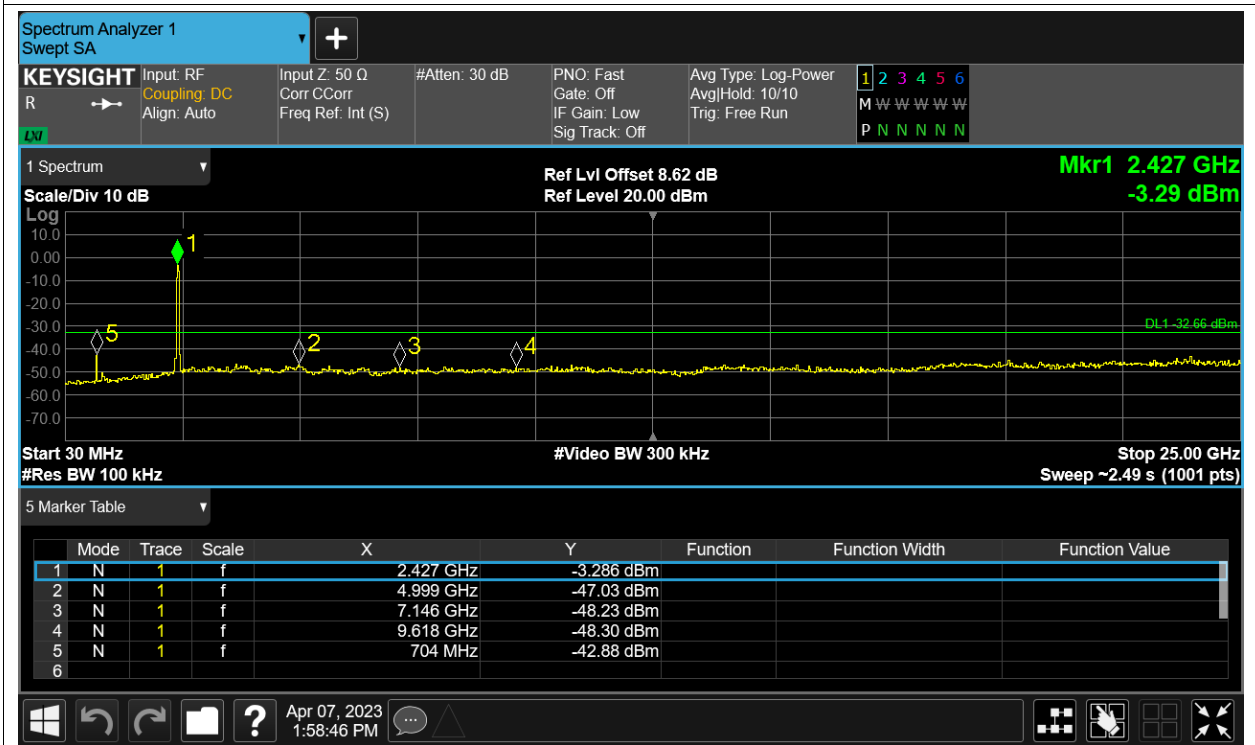 Spectrum Analyzer 1
Swept SA
KEYSIGHT
R
LXI
Input: RF
Coupling: DC
Align: Auto
Input Z: 50 Ω
Corr CCorr
Freq Ref: Int (S)
#Atten: 30 dB
PNO: Fast
Gate: Off
IF Gain: Low
Sig Track: Off
Avg Type: Log-Power
Avg|Hold: 10/10
Trig: Free Run
1 2 3 4 5 6
M W W W W W
P N N N N N
1 Spectrum
Scale/Div 10 dB
Ref Lvl Offset 8.62 dB
Ref Level 20.00 dBm
Mkr1 2.427 GHz
-3.29 dBm
Log
10.0
0.00
-10.0
-20.0
-30.0
-40.0
-50.0
-60.0
-70.0
1
5
2
3
4
DL1 -32.66 dBm
Start 30 MHz
#Res BW 100 kHz
#Video BW 300 kHz
Stop 25.00 GHz
Sweep ~2.49 s (1001 pts)
5 Marker Table
Mode Trace Scale X Y Function Function Width Function Value
1 N 1 f 2.427 GHz -3.286 dBm
2 N 1 f 4.999 GHz -47.03 dBm
3 N 1 f 7.146 GHz -48.23 dBm
4 N 1 f 9.618 GHz -48.30 dBm
5 N 1 f 704 MHz -42.88 dBm
6
?
Apr 07, 2023
1:58:46 PM